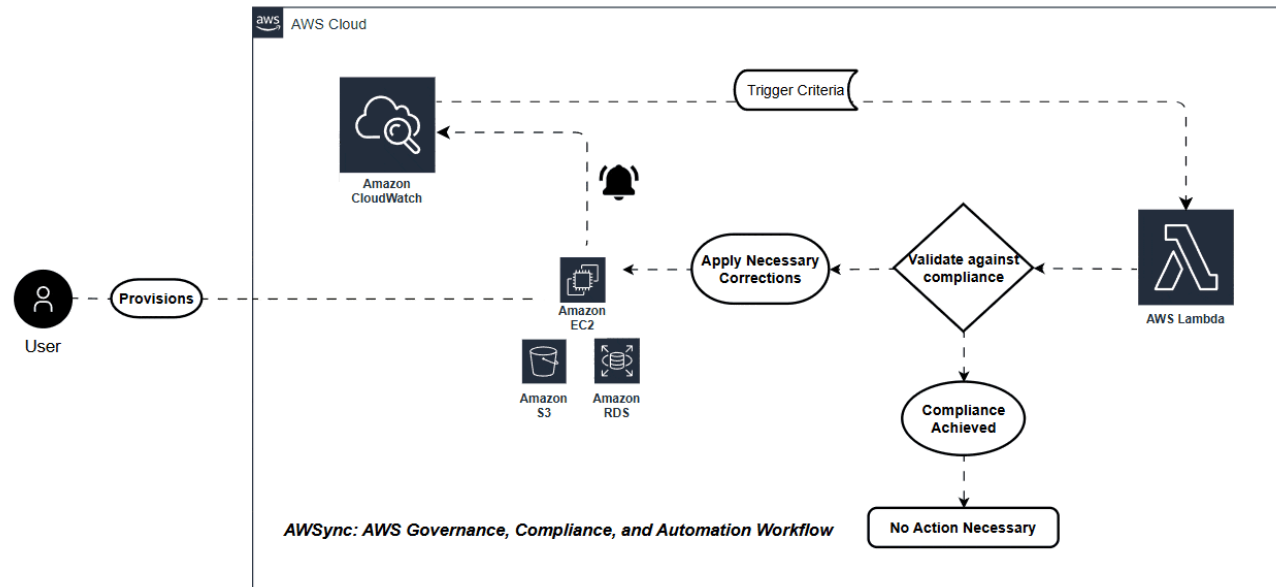 aws
AWS Cloud
Trigger Criteria
Amazon
CloudWatch
Validate against
compliance
Apply Necessary
Corrections
AWS Lambda
Provisions
User
Amazon
EC2
Amazon
S3
Amazon
RDS
Compliance
Achieved
No Action Necessary
AWSync: AWS Governance, Compliance, and Automation Workflow